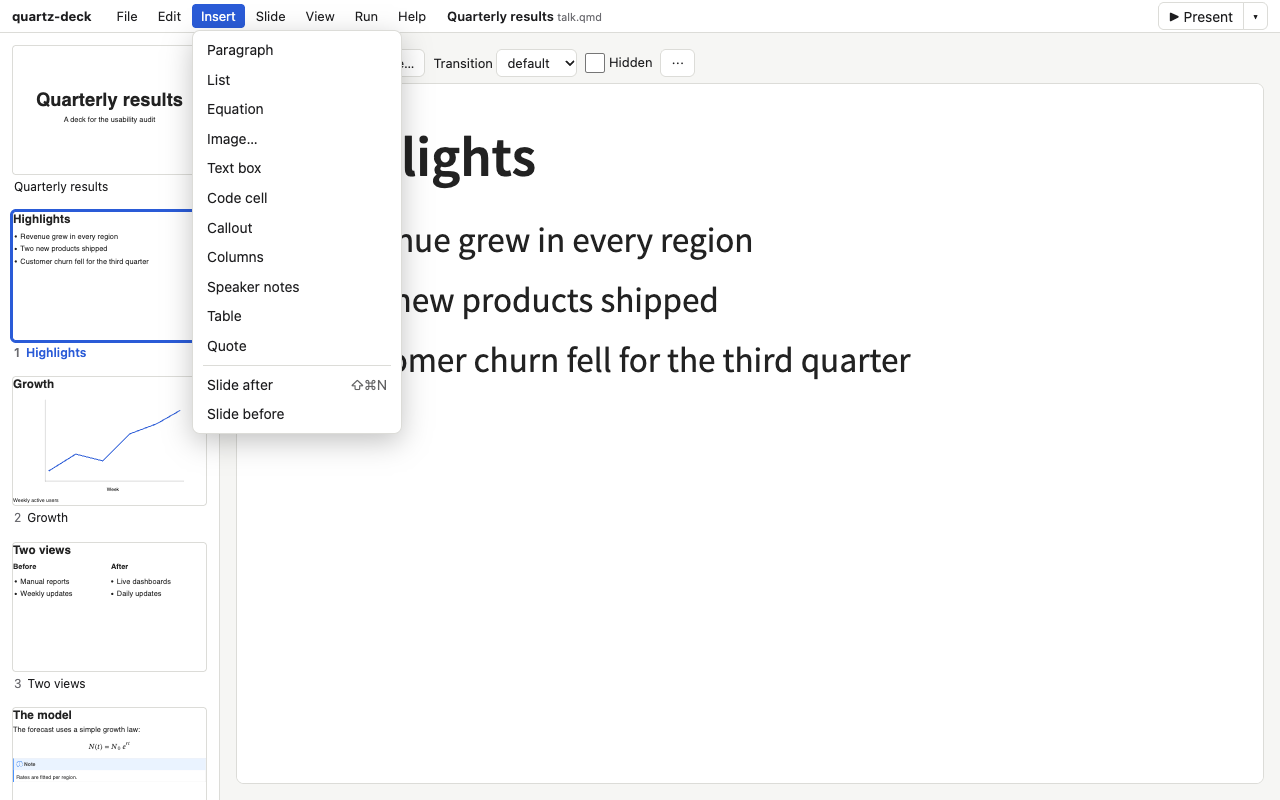 quartz-deck File Edit Insert Slide View Run Help Quarterly results talk.qmd ▶ Present ▾
Paragraph
List
Equation
Image...
Text box
Code cell
Callout
Columns
Speaker notes
Table
Quote
Slide after ⇧⌘N
Slide before
Quarterly results
A deck for the usability audit
Quarterly results
Highlights
• Revenue grew in every region
• Two new products shipped
• Customer churn fell for the third quarter
1 Highlights
Growth
Week
Weekly active users
2 Growth
Two views
Before After
• Manual reports • Live dashboards
• Weekly updates • Daily updates
3 Two views
The model
The forecast uses a simple growth law:
N(t) = N₀ eʳᵗ
Note
Rates are fitted per region.
e... Transition default Hidden ...
lights
nue grew in every region
new products shipped
omer churn fell for the third quarter